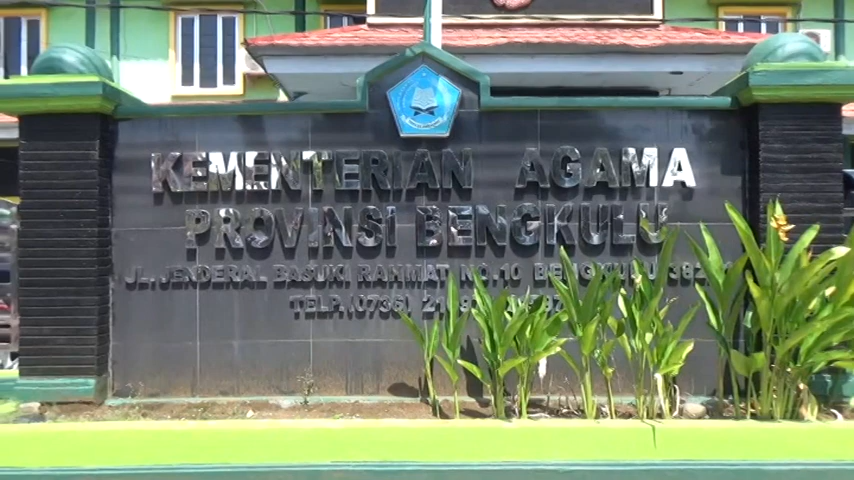 KEMENTERIAN AGAMA
PROVINSI BENGKULU
JL. JENDERAL BASUKI RAHMAT NO. 10 BENGKULU
TELP. (0736)